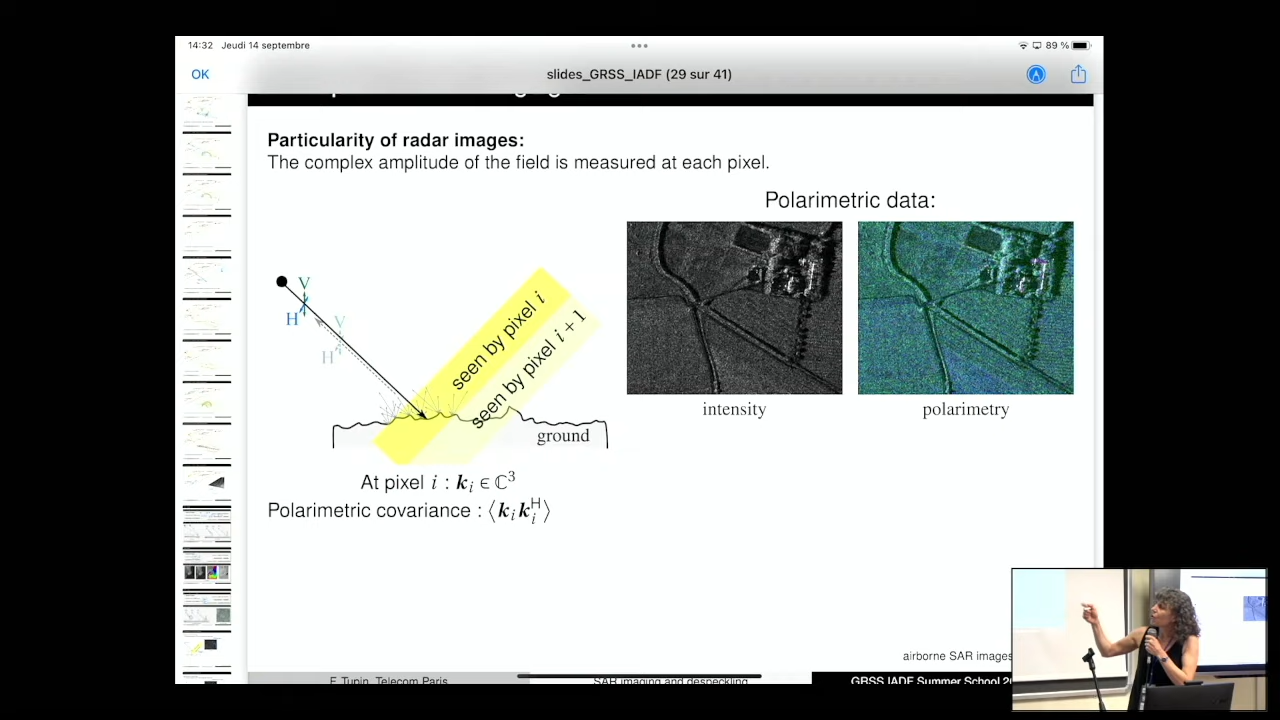 14:32 Jeudi 14 septembre
89 %
OK
slides_GRSS_IADF (29 sur 41)
Particularity of radar images:
The complex amplitude of the field is measured at each pixel.
Polarimetric data:
V
H
V
H
seen by pixel i
seen by pixel i + 1
ground
intensity
polarimetry
At pixel i : k_i ∈ ℂ³
Polarimetric covariance : ⟨k_i k_i^H⟩
airborne SAR images
F. Tupin, Telecom Paris
SAR imaging and despeckling
GRSS IADF Summer School